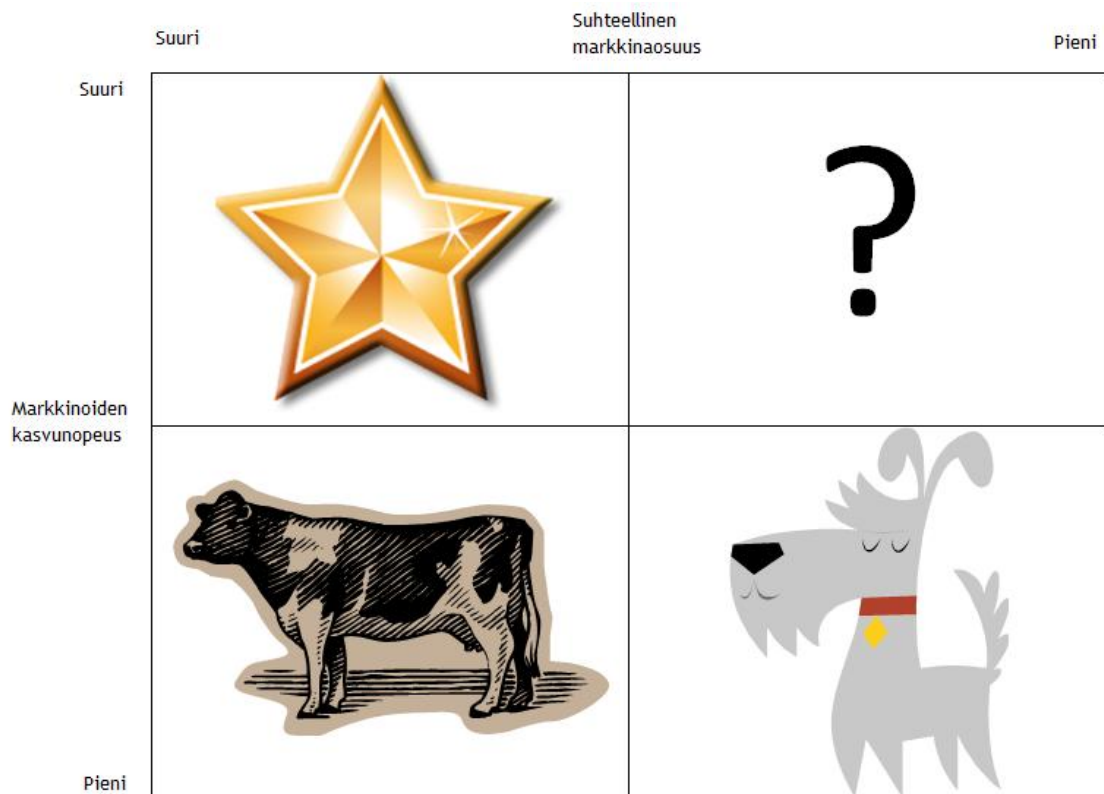 Suuri
Suhteellinen
markkinaosuus
Pieni
Suuri
?
Markkinoiden
kasvunopeus
Pieni